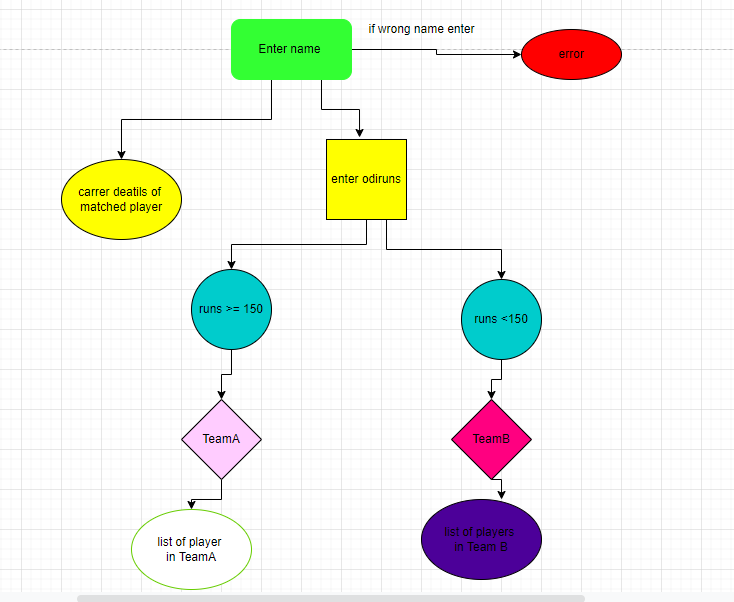 if wrong name enter
Enter name
error
enter odiruns
carrer deatils of
matched player
runs >= 150
runs <150
TeamA
TeamB
list of player
in TeamA
list of players
in Team B